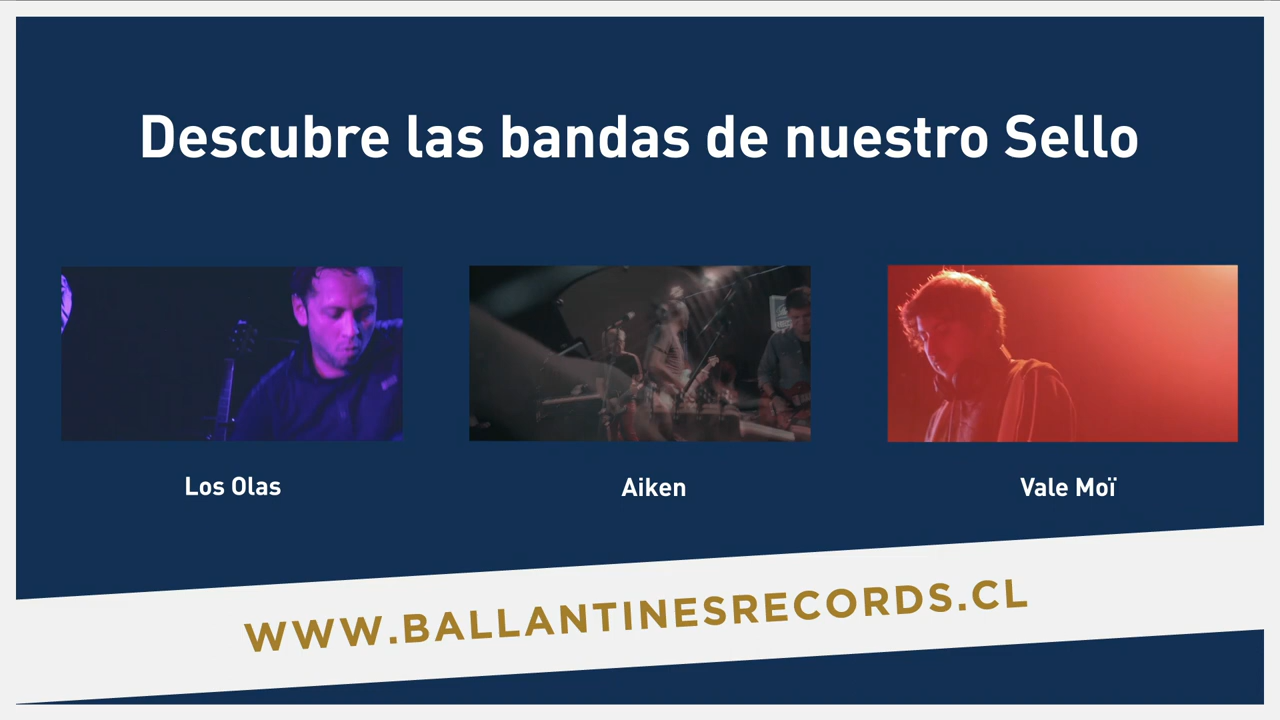 Descubre las bandas de nuestro Sello
Los Olas
Aiken
Vale Moï
WWW.BALLANTINESRECORDS.CL